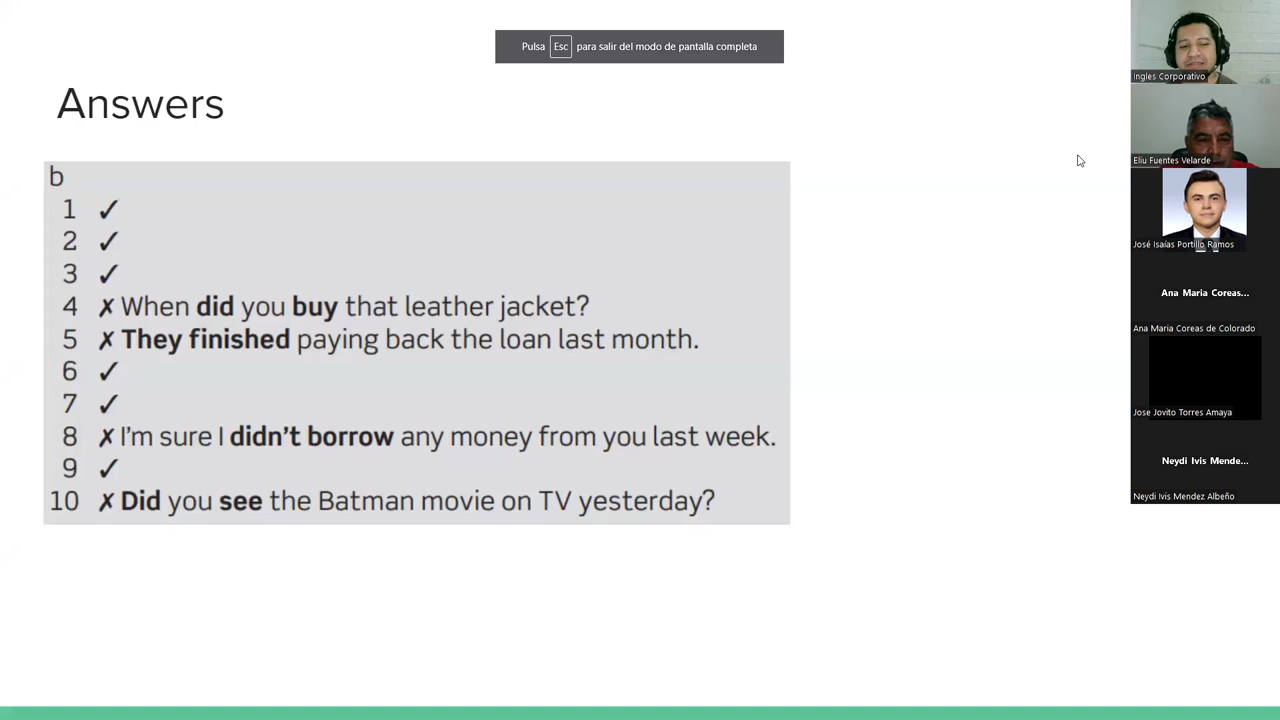 Pulsa Esc para salir del modo de pantalla completa
Answers
b
1 ✓
2 ✓
3 ✓
4 ✗ When did you buy that leather jacket?
5 ✗ They finished paying back the loan last month.
6 ✓
7 ✓
8 ✗ I'm sure I didn't borrow any money from you last week.
9 ✓
10 ✗ Did you see the Batman movie on TV yesterday?
Ingles Corporativo
Eliu Fuentes Velarde
José Isaías Portillo Ramos
Ana Maria Coreas...
Ana Maria Coreas de Colorado
Jose Jovito Torres Amaya
Neydi Ivis Mende...
Neydi Ivis Mendez Albeño